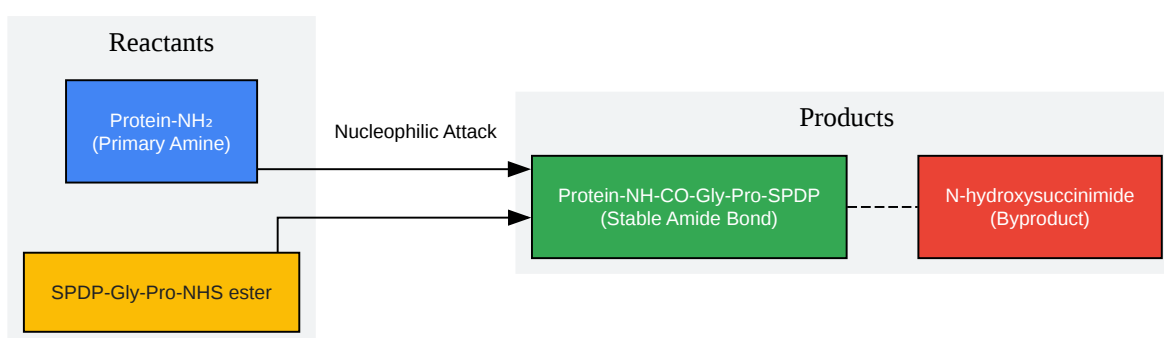 Reactants
Protein-NH₂
(Primary Amine)
SPDP-Gly-Pro-NHS ester
Nucleophilic Attack
Products
Protein-NH-CO-Gly-Pro-SPDP
(Stable Amide Bond)
N-hydroxysuccinimide
(Byproduct)